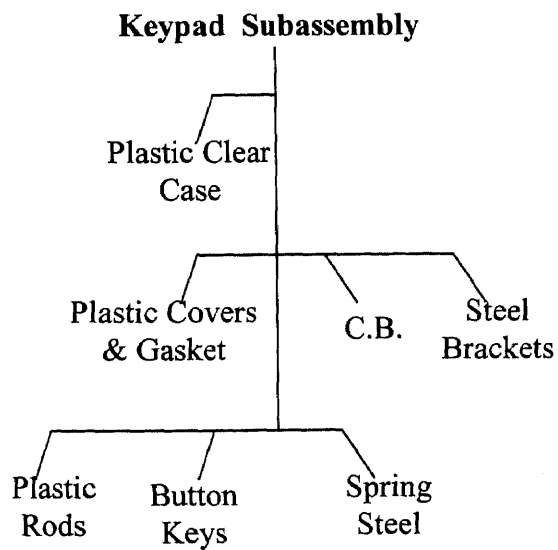 Keypad Subassembly
Plastic Clear
Case
Plastic Covers
& Gasket
C.B.
Steel
Brackets
Plastic
Rods
Button
Keys
Spring
Steel